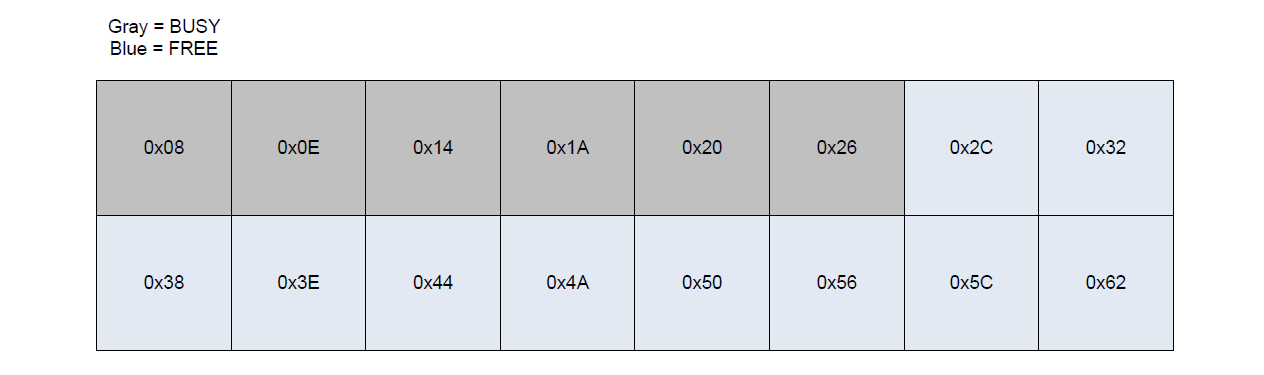 Gray = BUSY
Blue = FREE
0x08 0x0E 0x14 0x1A 0x20 0x26 0x2C 0x32
0x38 0x3E 0x44 0x4A 0x50 0x56 0x5C 0x62